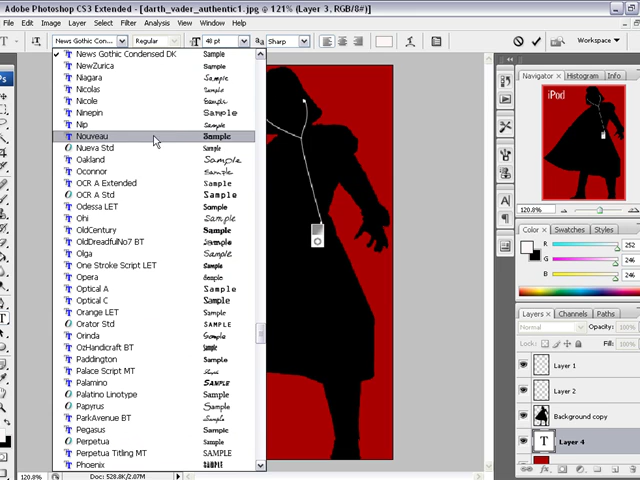 Adobe Photoshop CS3 Extended - [darth_vader_authentic1.jpg @ 121% (Layer 3, RGB/8#)]
File Edit Image Layer Select Filter Analysis View Window Help
News Gothic Con... Regular 48 pt aa Sharp Workspace
News Gothic Condensed DK Sample
NewZurica Sample
Niagara Sample
Nicolas Sample
Nicole Sample
Ninepin Sample
Nip Sample
Nouveau Sample
Nueva Std Sample
Oakland Sample
Oconnor Sample
OCR A Extended Sample
OCR A Std Sample
Odessa LET Sample
Ohi Sample
OldCentury Sample
OldDreadfulNo7 BT Sample
Olga Sample
One Stroke Script LET Sample
Opera Sample
Optical A Sample
Optical C Sample
Orange LET Sample
Orator Std SAMPLE
Orinda Sample
OzHandicraft BT Sample
Paddington Sample
Palace Script MT Sample
Palamino SAMPLE
Palatino Linotype Sample
Papyrus Sample
ParkAvenue BT Sample
Pegasus Sample
Perpetua Sample
Perpetua Titling MT SAMPLE
Phoenix SAMPLE
120.8% Doc: 528.8K/2.07M
Navigator Histogram Info
iPod
120.8%
Color Swatches Styles
R 252
G 246
B 246
Layers Channels Paths
Normal Opacity: 100%
Lock: Fill: 100%
Layer 1
Layer 2
Background copy
T Layer 4